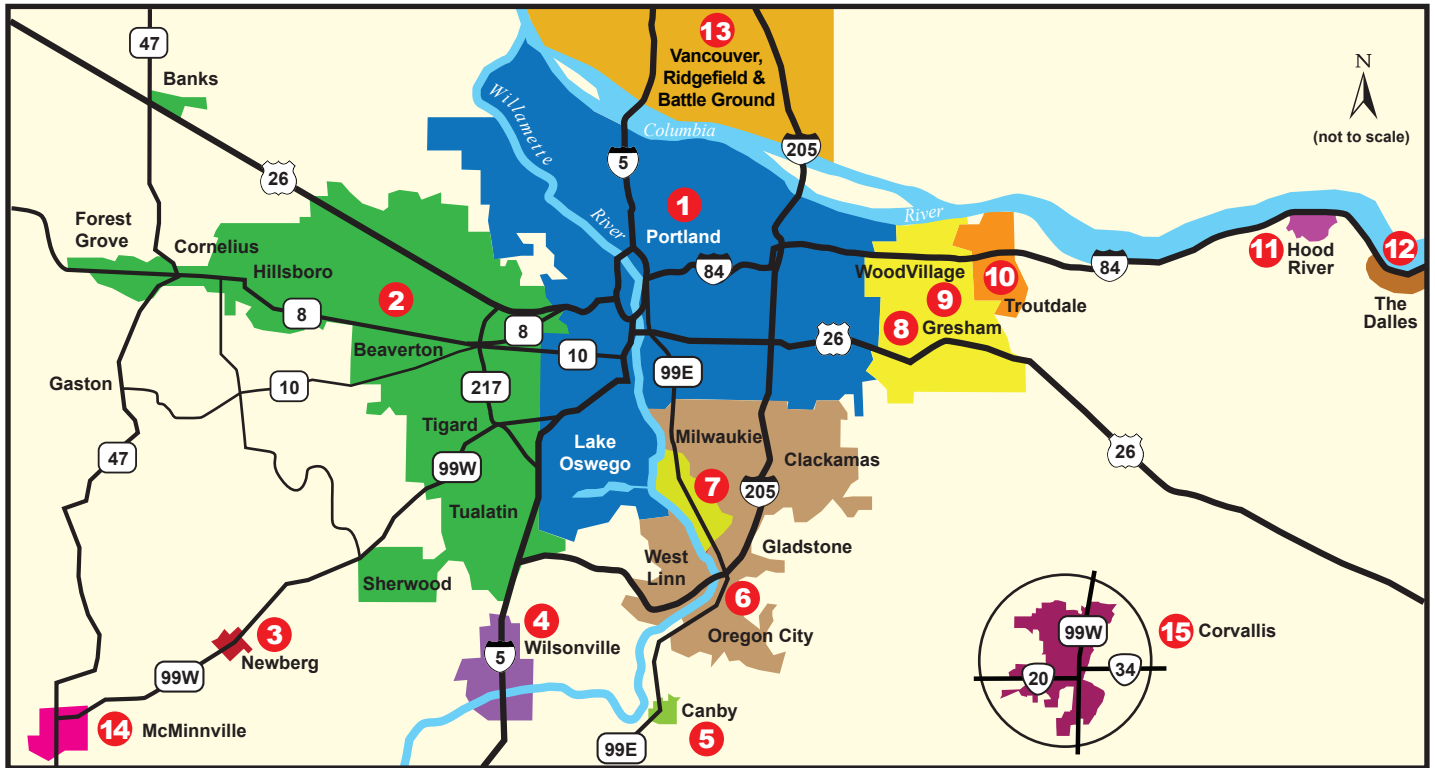 47
Banks
13
Vancouver,
Ridgefield &
Battle Ground
N
(not to scale)
Willamette
River
Columbia
River
5
205
26
1
Portland
84
Forest
Grove
Cornelius
Hillsboro
2
8
8
Beaverton
10
10
217
Gaston
47
Tigard
99W
Tualatin
Sherwood
WoodVillage
9
10
8
Gresham
Troutdale
84
11
Hood
River
12
The
Dalles
26
26
99E
Milwaukie
Lake
Oswego
Clackamas
7
205
Gladstone
West
Linn
6
Oregon City
3
Newberg
99W
4
Wilsonville
5
14
McMinnville
Canby
5
99E
99W
15
Corvallis
20
34